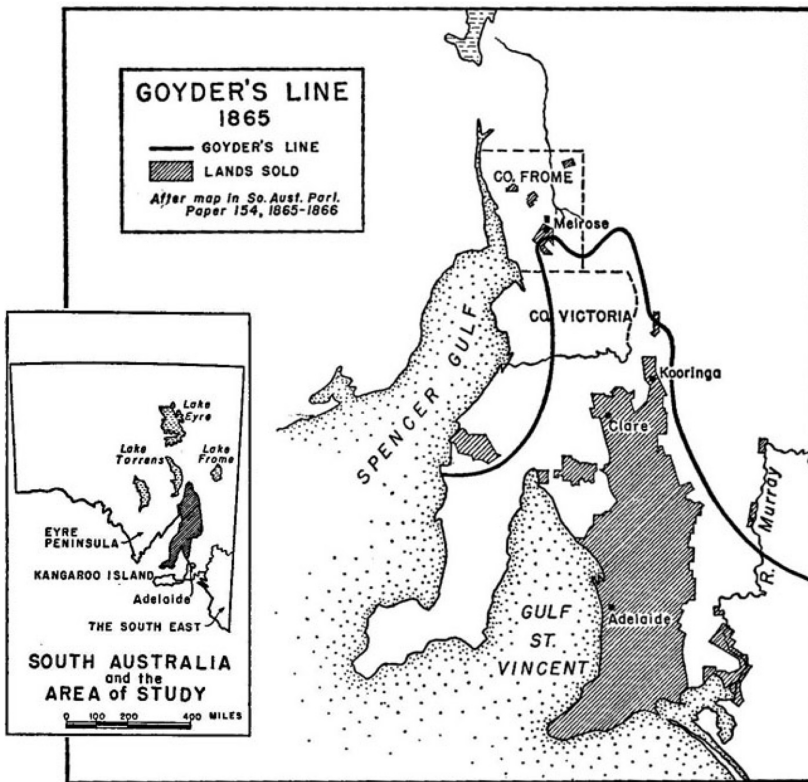 GOYDER'S LINE
1865
GOYDER'S LINE
LANDS SOLD
After map in So. Aust. Parl.
Paper 154, 1865-1866
CO. FROME
Melrose
CO. VICTORIA
Kooringa
Clare
SPENCER GULF
R. Murray
Adelaide
GULF
ST.
VINCENT
Lake
Eyre
Lake
Torrens
Lake
Frome
EYRE
PENINSULA
KANGAROO ISLAND
Adelaide
THE SOUTH EAST
SOUTH AUSTRALIA
and the
AREA of STUDY
0 100 200 400 MILES